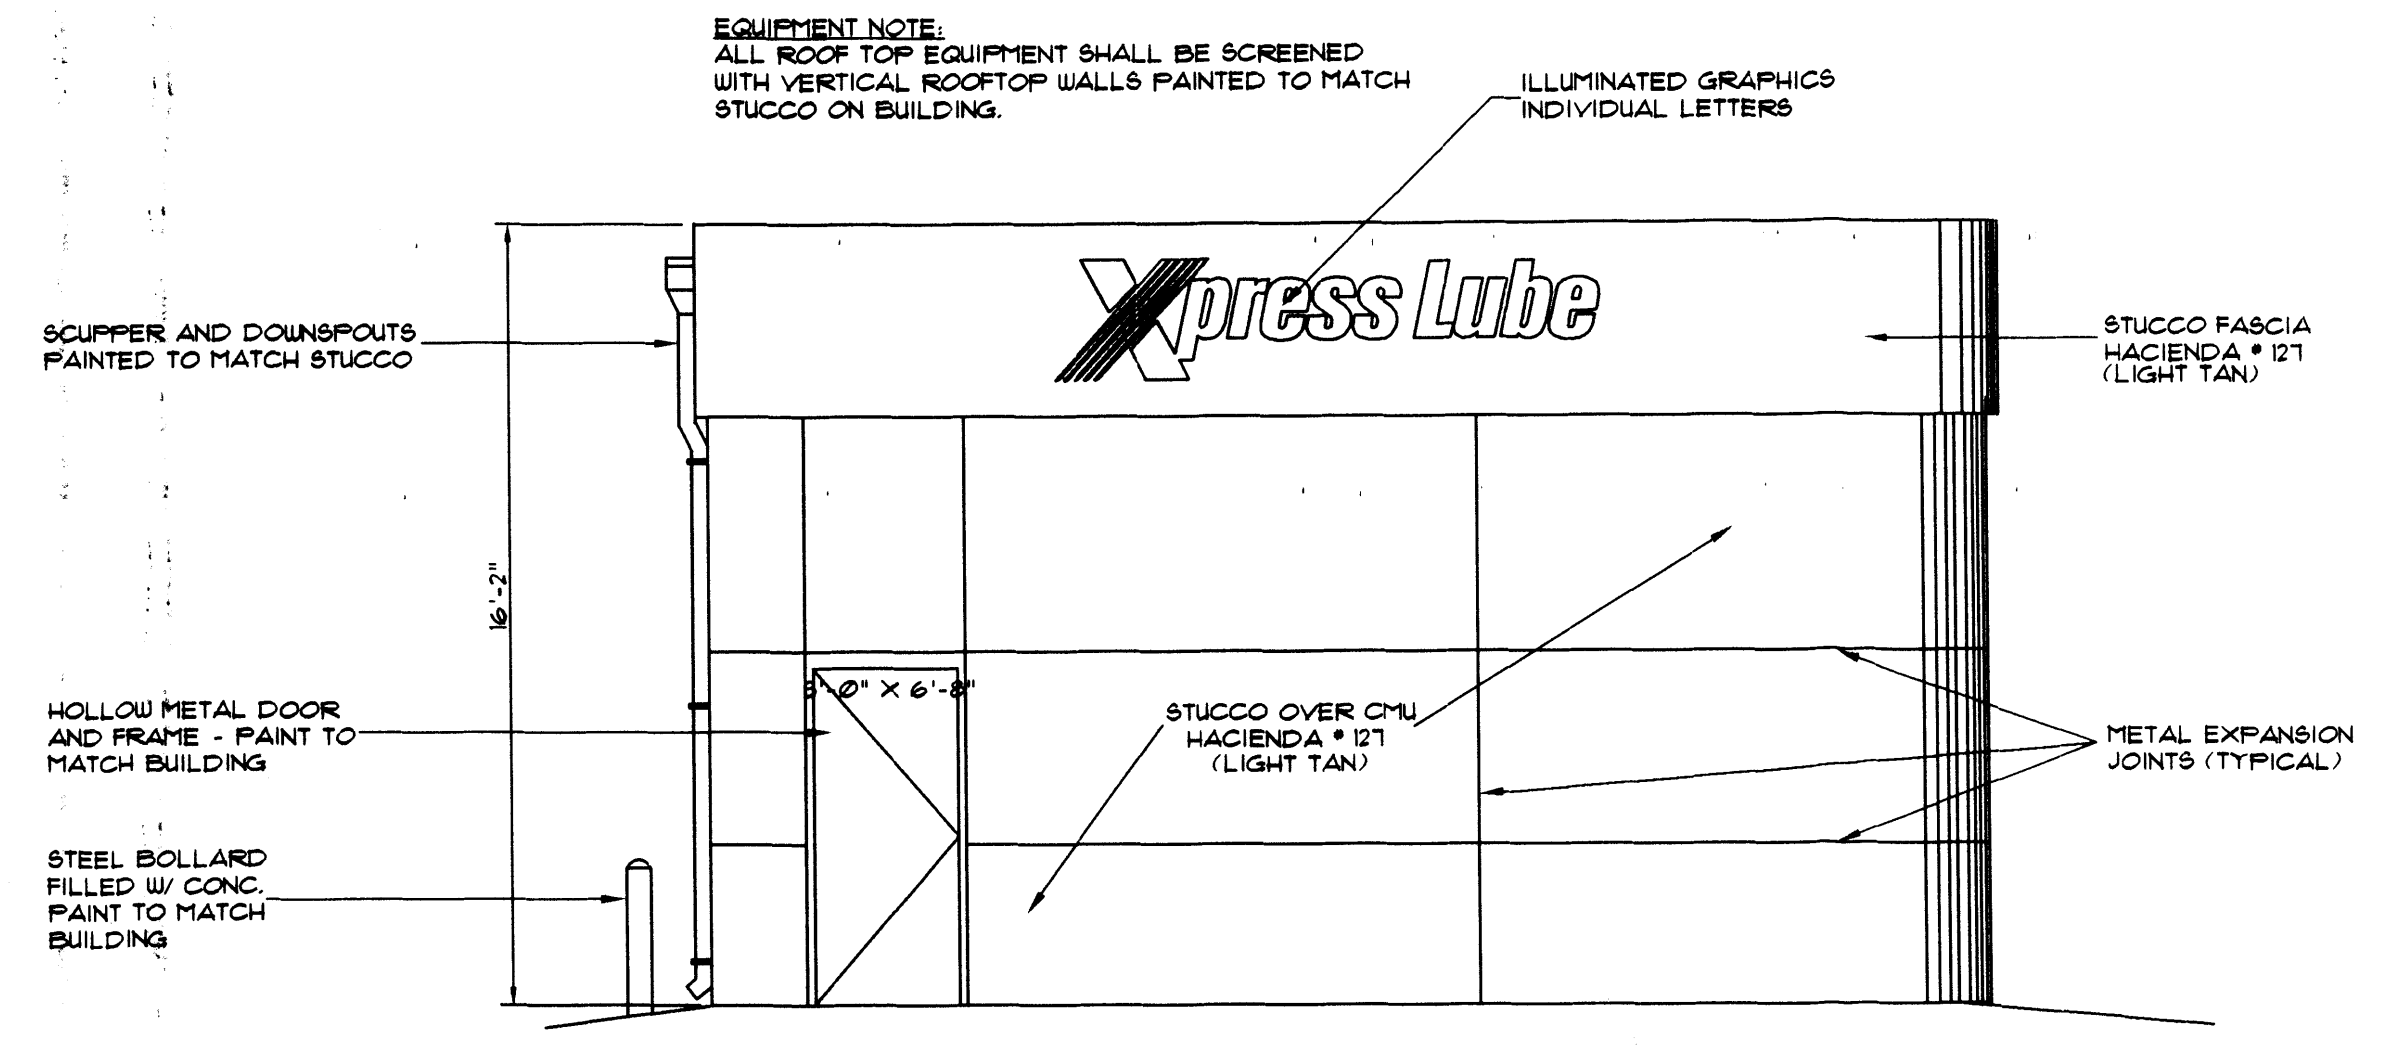 EQUIPMENT NOTE:
ALL ROOF TOP EQUIPMENT SHALL BE SCREENED
WITH VERTICAL ROOFTOP WALLS PAINTED TO MATCH
STUCCO ON BUILDING.
ILLUMINATED GRAPHICS
INDIVIDUAL LETTERS
Xpress Lube
SCUPPER AND DOWNSPOUTS
PAINTED TO MATCH STUCCO
STUCCO FASCIA
HACIENDA # 127
(LIGHT TAN)
16'-2"
3'-0" X 6'-8"
HOLLOW METAL DOOR
AND FRAME - PAINT TO
MATCH BUILDING
STUCCO OVER CMU
HACIENDA # 127
(LIGHT TAN)
METAL EXPANSION
JOINTS (TYPICAL)
STEEL BOLLARD
FILLED W/ CONC.
PAINT TO MATCH
BUILDING